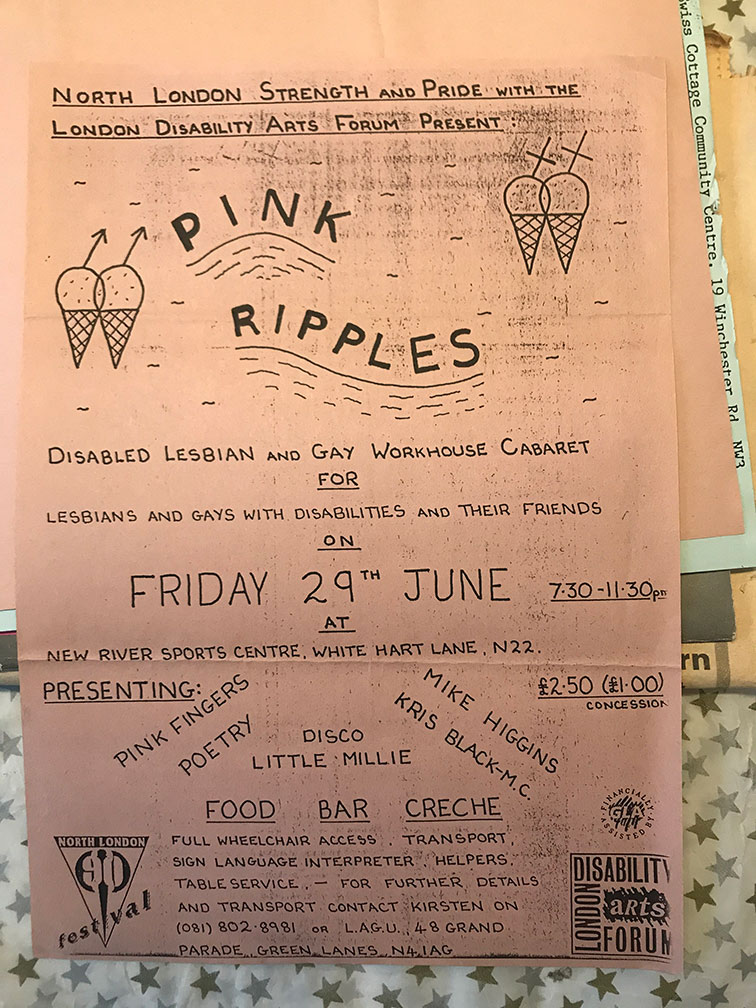 NORTH LONDON STRENGTH AND PRIDE WITH THE
LONDON DISABILITY ARTS FORUM PRESENT:
PINK
RIPPLES
DISABLED LESBIAN AND GAY WORKHOUSE CABARET
FOR
LESBIANS AND GAYS WITH DISABILITIES AND THEIR FRIENDS
ON
FRIDAY 29TH JUNE 7·30-11·30pm
AT
NEW RIVER SPORTS CENTRE, WHITE HART LANE, N22.
PRESENTING:
£2·50 (£1·00)
CONCESSION
PINK FINGERS
POETRY
DISCO
LITTLE MILLIE
MIKE HIGGINS
KRIS BLACK-M.C.
FOOD BAR CRECHE
FULL WHEELCHAIR ACCESS, TRANSPORT,
SIGN LANGUAGE INTERPRETER, HELPERS,
TABLE SERVICE, — FOR FURTHER DETAILS
AND TRANSPORT CONTACT KIRSTEN ON
(081) 802·8981 OR L.A.G.U., 48 GRAND
PARADE, GREEN LANES, N4 1AG
NORTH LONDON
festival
FINANCIALLY
ASSISTED BY
GLA
LONDON
DISABILITY
arts
FORUM
Swiss Cottage Community Centre, 19 Winchester Rd NW3
rn